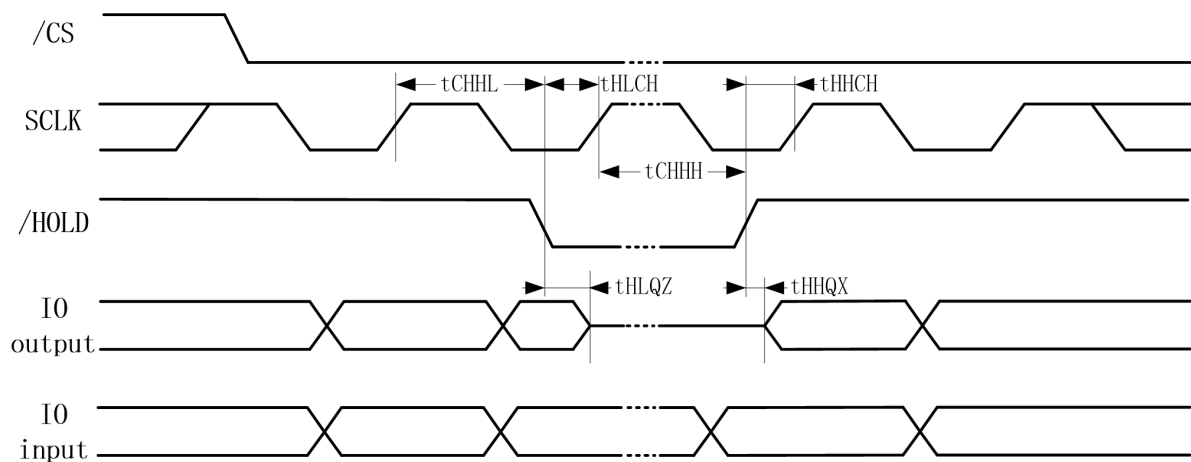 /CS
tCHHL
tHLCH
tHHCH
SCLK
tCHHH
/HOLD
tHLQZ
tHHQX
IO
output
IO
input